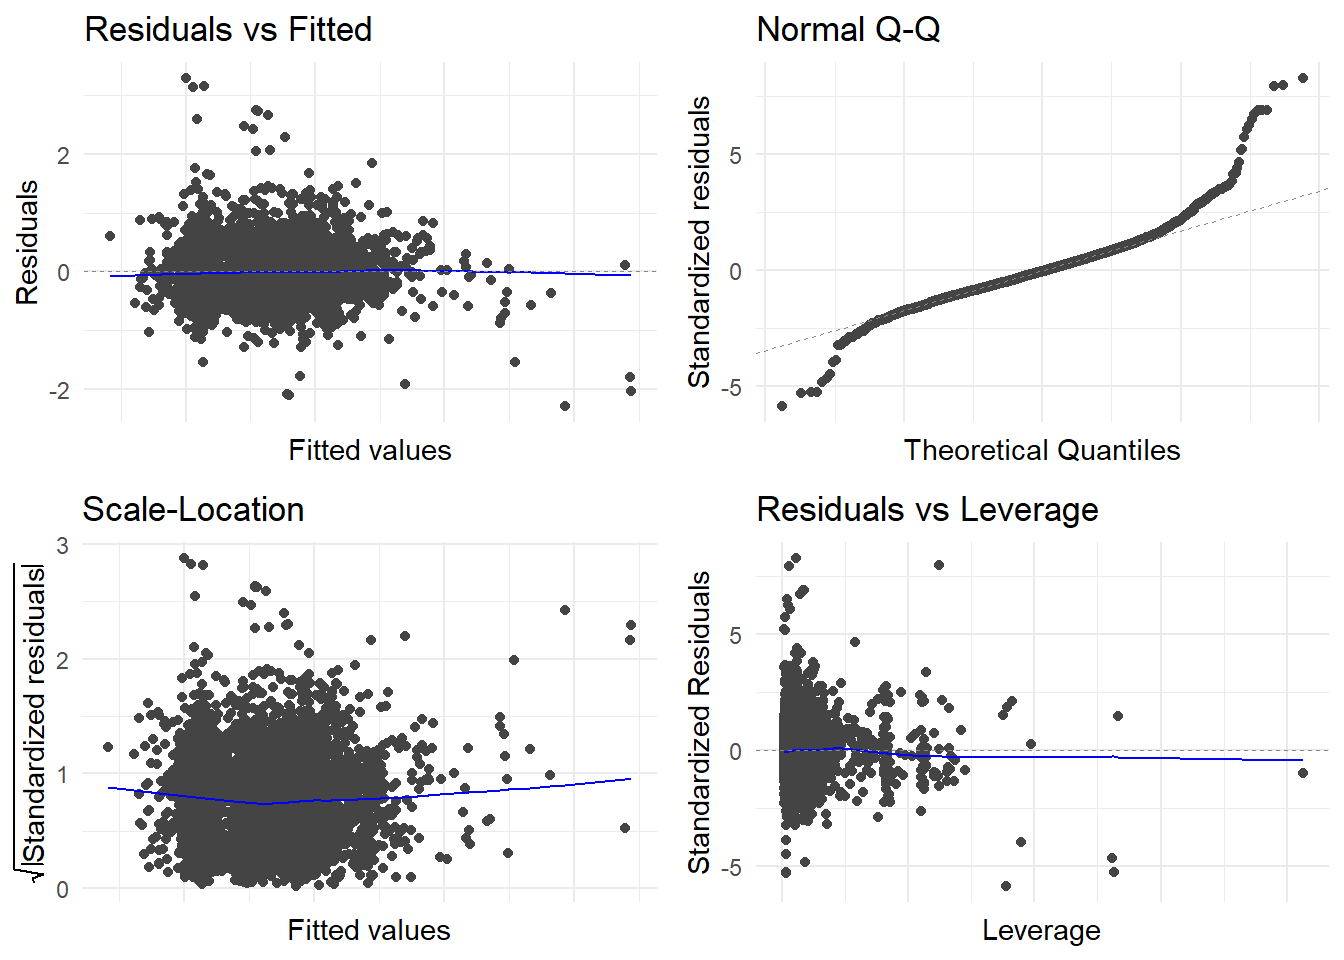 Residuals vs Fitted
Residuals
2
0
-2
Fitted values
Normal Q-Q
Standardized residuals
5
0
-5
Theoretical Quantiles
Scale-Location
√|Standardized residuals|
3
2
1
0
Fitted values
Residuals vs Leverage
Standardized Residuals
5
0
-5
Leverage